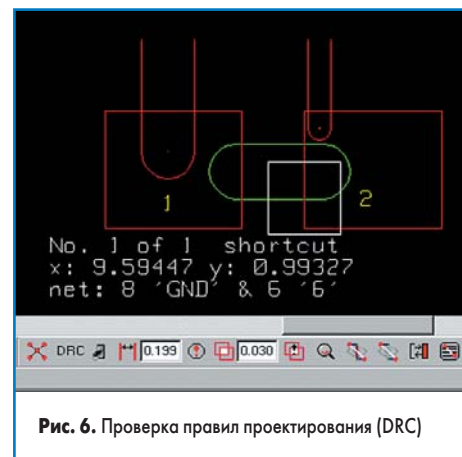 1
2
No. 1 of 1 shortcut
x: 9.59447 y: 0.99327
net: 8 'GND' & 6 '6'
DRC 0.199 0.030
Рис. 6. Проверка правил проектирования (DRC)